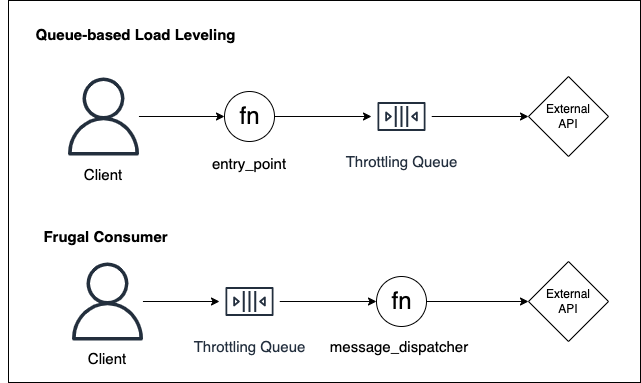 Queue-based Load Leveling
fn
External
API
Client
entry_point
Throttling Queue
Frugal Consumer
fn
External
API
Client
Throttling Queue
message_dispatcher